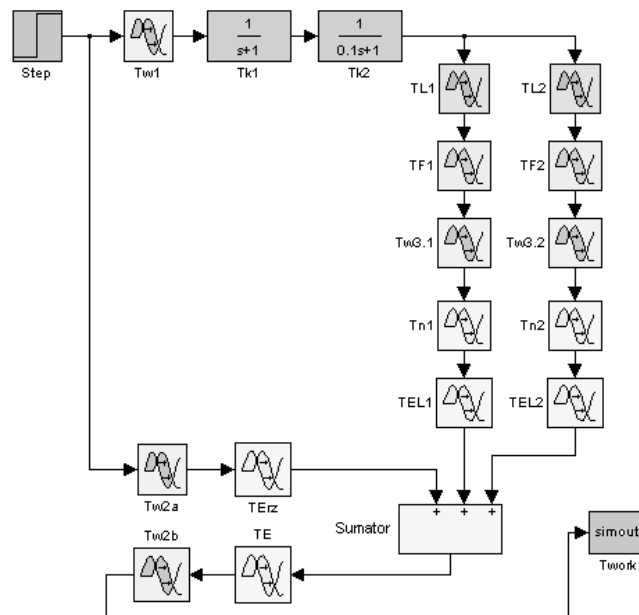 Step
Tw1
1
s+1
Tk1
1
0.1s+1
Tk2
TL1
TL2
TF1
TF2
Tw3.1
Tw3.2
Tn1
Tn2
TEL1
TEL2
Tw2a
TErz
Sumator
+ + +
simout
Twork
Tw2b
TE